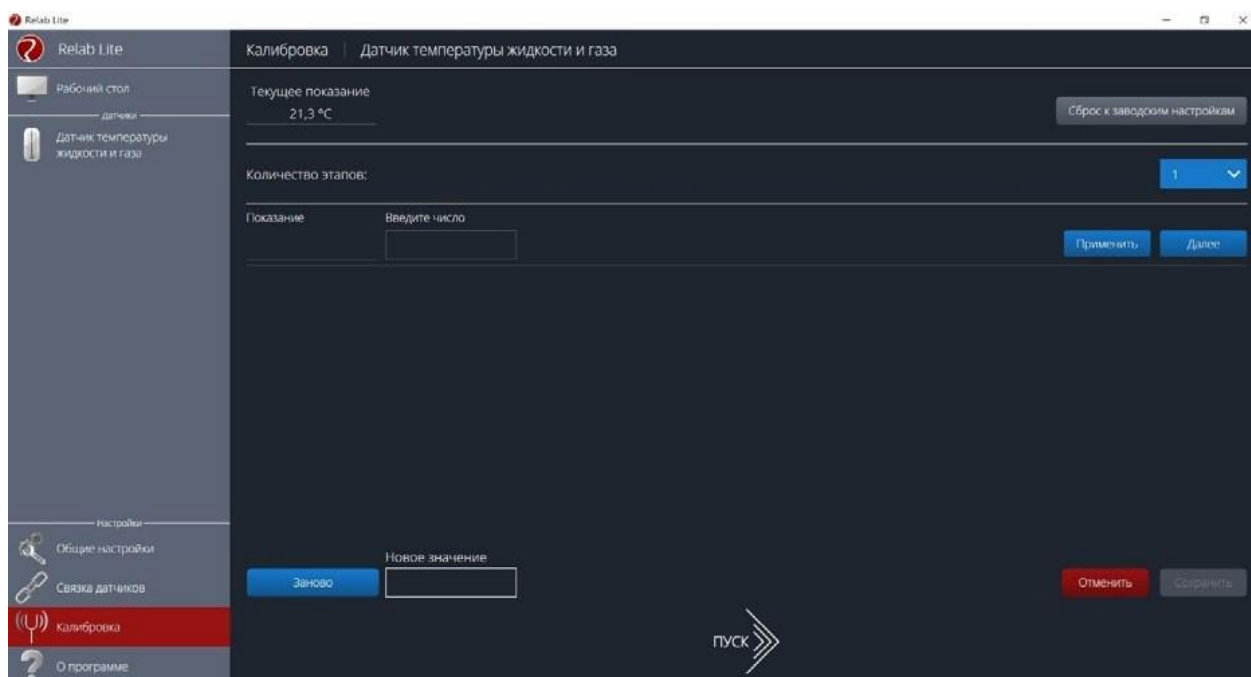 Relab Lite
Relab Lite
Калибровка | Датчик температуры жидкости и газа
Рабочий стол
Датчики
Датчик температуры
жидкости и газа
Текущее показание
21,3 °C
Сброс к заводским настройкам
Количество этапов:
1
Показание
Введите число
Применить
Далее
Настройки
Общие настройки
Связка датчиков
Калибровка
О программе
Новое значение
Заново
Отменить
Сохранить
ПУСК